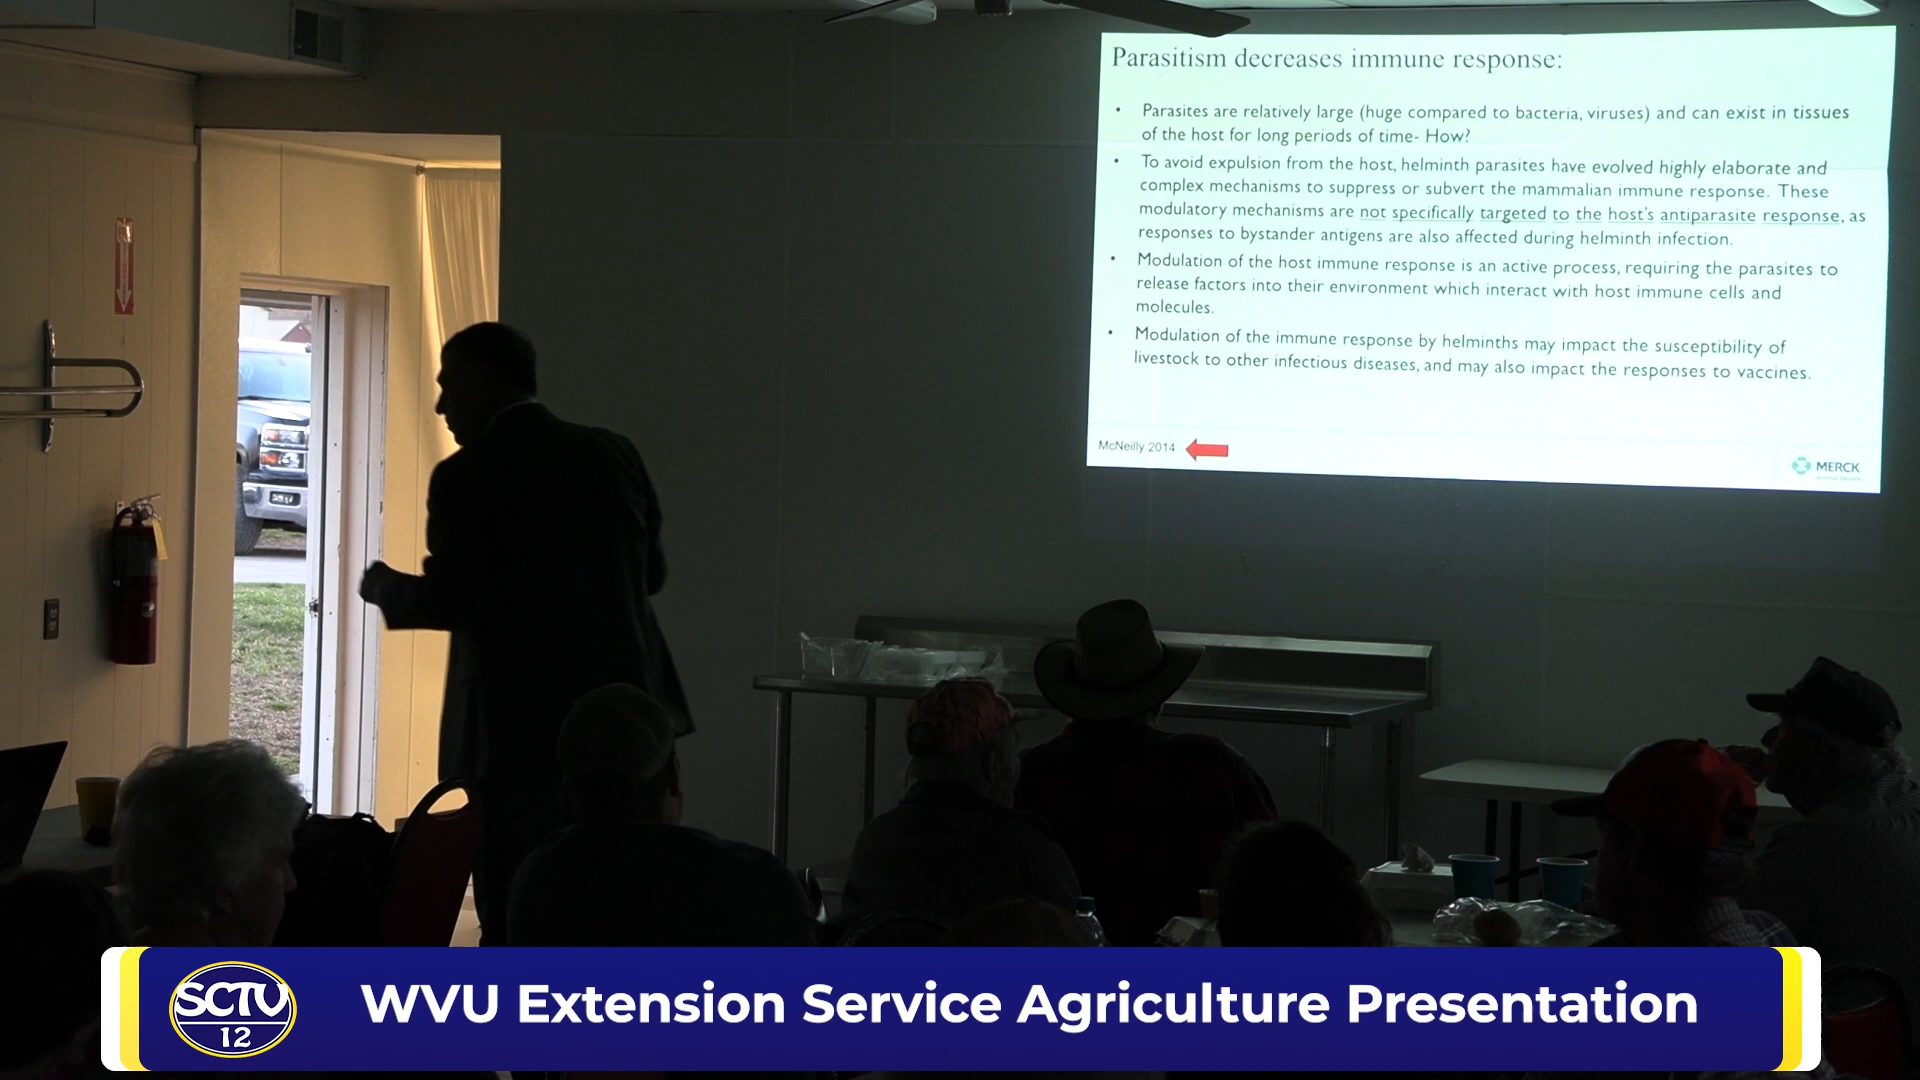 Parasitism decreases immune response:
• Parasites are relatively large (huge compared to bacteria, viruses) and can exist in tissues
of the host for long periods of time- How?
• To avoid expulsion from the host, helminth parasites have evolved highly elaborate and
complex mechanisms to suppress or subvert the mammalian immune response. These
modulatory mechanisms are not specifically targeted to the host's antiparasite response, as
responses to bystander antigens are also affected during helminth infection.
• Modulation of the host immune response is an active process, requiring the parasites to
release factors into their environment which interact with host immune cells and
molecules.
• Modulation of the immune response by helminths may impact the susceptibility of
livestock to other infectious diseases, and may also impact the responses to vaccines.
McNeilly 2014
MERCK
Animal Health
SCTV
12
WVU Extension Service Agriculture Presentation